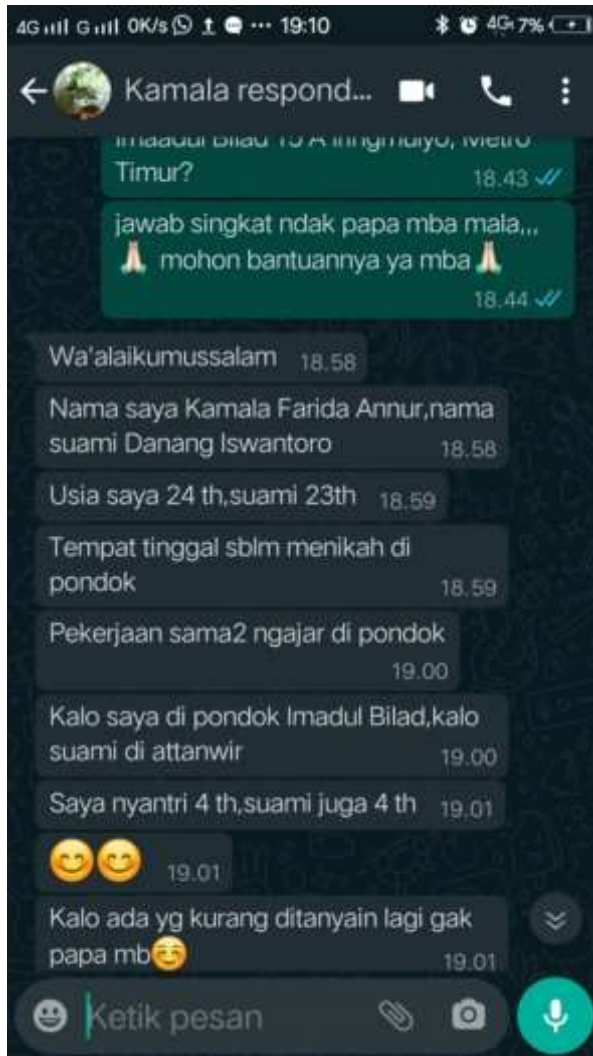 4G G 0K/s 19:10 4G 7%
Kamala respond...
Timur?
18.43
jawab singkat ndak papa mba mala,,,
🙏 mohon bantuannya ya mba 🙏
18.44
Wa'alaikumussalam 18.58
Nama saya Kamala Farida Annur,nama
suami Danang Iswantoro 18.58
Usia saya 24 th,suami 23th 18.59
Tempat tinggal sblm menikah di
pondok 18.59
Pekerjaan sama2 ngajar di pondok
19.00
Kalo saya di pondok Imadul Bilad,kalo
suami di attanwir 19.00
Saya nyantri 4 th,suami juga 4 th 19.01
😊😊 19.01
Kalo ada yg kurang ditanyain lagi gak
papa mb☺️ 19.01
Ketik pesan